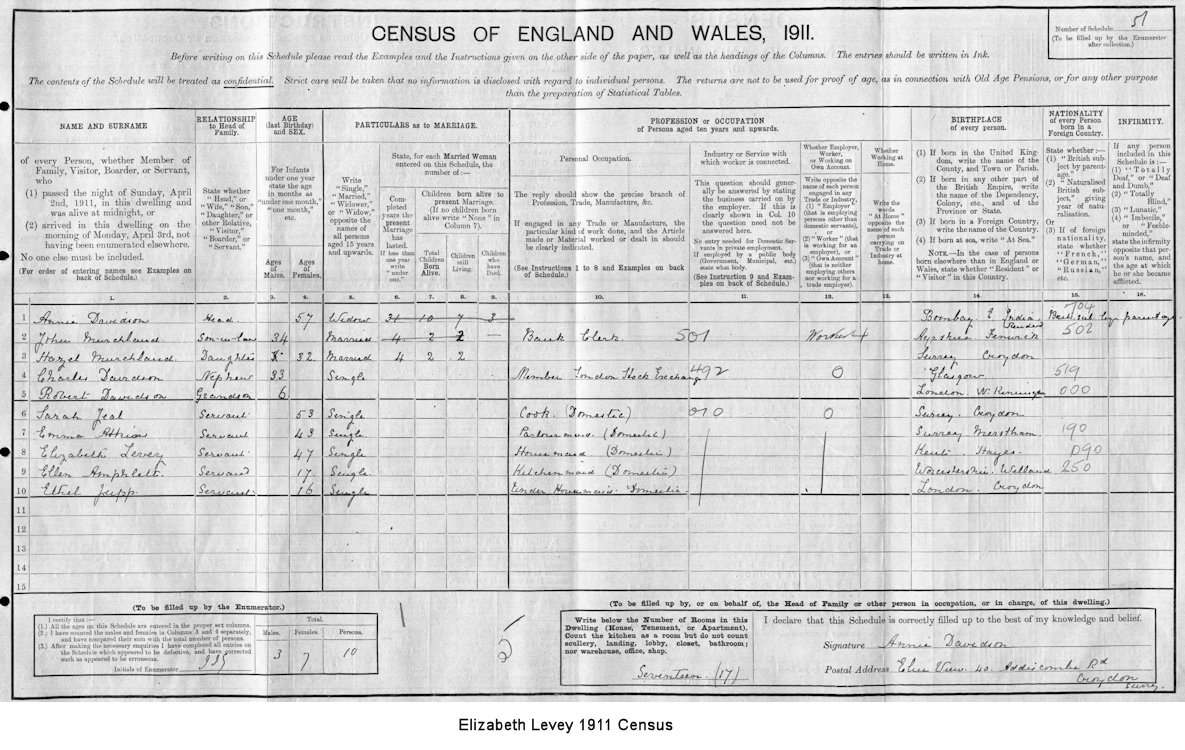 CENSUS OF ENGLAND AND WALES, 1911.
Number of Schedule 51
(To be filled up by the Enumerator after collection.)
Before writing on this Schedule please read the Examples and the Instructions given on the other side of the paper, as well as the headings of the Columns. The entries should be written in Ink.
The contents of the Schedule will be treated as confidential. Strict care will be taken that no information is disclosed with regard to individual persons. The returns are not to be used for proof of age, as in connection with Old Age Pensions, or for any other purpose
than the preparation of Statistical Tables.
NAME AND SURNAME
of every Person, whether Member of Family, Visitor, Boarder, or Servant, who
(1) passed the night of Sunday, April 2nd, 1911, in this dwelling and was alive at midnight, or
(2) arrived in this dwelling on the morning of Monday, April 3rd, not having been enumerated elsewhere.
No one else must be included.
(For order of entering names see Examples on back of Schedule.)
RELATIONSHIP to Head of Family.
State whether "Head," or "Wife," "Son," "Daughter," or other Relative, "Visitor," "Boarder," or "Servant."
AGE (last Birthday) and SEX.
For Infants under one year state the age in months as "under one month," "one month," etc.
Ages of Males.
Ages of Females.
PARTICULARS as to MARRIAGE.
Write "Single," "Married," "Widower," or "Widow," opposite the names of all persons aged 15 years and upwards.
State, for each Married Woman entered on this Schedule, the number of:—
Completed years the present Marriage has lasted. If less than one year write "under one."
Children born alive to present Marriage. (If no children born alive write "None" in Column 7).
Total Children Born Alive.
Children still Living.
Children who have Died.
PROFESSION or OCCUPATION
of Persons aged ten years and upwards.
Personal Occupation.
The reply should show the precise branch of Profession, Trade, Manufacture, &c.
If engaged in any Trade or Manufacture, the particular kind of work done, and the Article made or Material worked or dealt in should be clearly indicated.
(See Instructions 1 to 8 and Examples on back of Schedule.)
Industry or Service with which worker is connected.
This question should generally be answered by stating the business carried on by the employer. If this is clearly shown in Col. 10 the question need not be answered here.
No entry needed for Domestic Servants in private employment.
If employed by a public body (Government, Municipal, etc.) state what body.
(See Instruction 9 and Examples on back of Schedule.)
Whether Employer, Worker, or Working on Own Account.
Write opposite the name of each person engaged in any Trade or Industry, (1) "Employer" (that is employing persons other than domestic servants), or (2) "Worker" (that is working for an employer), or (3) "Own Account" (that is neither employing others nor working for a trade employer).
Whether Working at Home.
Write the words "At Home" opposite the name of each person carrying on Trade or Industry at home.
BIRTHPLACE of every person.
(1) If born in the United Kingdom, write the name of the County, and Town or Parish.
(2) If born in any other part of the British Empire, write the name of the Dependency, Colony, etc., and of the Province or State.
(3) If born in a Foreign Country, write the name of the Country.
(4) If born at sea, write "At Sea."
NOTE.—In the case of persons born elsewhere than in England or Wales, state whether "Resident" or "Visitor" in this Country.
NATIONALITY of every Person born in a Foreign Country.
State whether:—
(1) "British subject by parentage."
(2) "Naturalised British subject," giving year of naturalisation.
Or
(3) If of foreign nationality, state whether "French," "German," "Russian," etc.
INFIRMITY.
If any person included in this Schedule is:—
(1) "Totally Deaf," or "Deaf and Dumb,"
(2) "Totally Blind,"
(3) "Lunatic,"
(4) "Imbecile," or "Feeble-minded,"
state the infirmity opposite that person's name, and the age at which he or she became afflicted.
1. 2. 3. 4. 5. 6. 7. 8. 9. 10. 11. 12. 13. 14. 15. 16.
1 Annie Davidson Head 57 Widow 31 10 7 3 Bombay India 704 British sub by parentage
2 John Murchland Son-in-law 34 Married 4 2 2 — Bank Clerk 501 Worker Ayrshire Fenwick 502
3 Hazel Murchland Daughter 32 Married 4 2 2 Surrey Croydon
4 Charles Davidson Nephew 33 Single Member London Stock Exchange 492 0 Glasgow 519
5 Robert Davidson Grandson 6 London W. Kensington 000
6 Sarah Jeal Servant 53 Single Cook (Domestic) 010 0 Surrey. Croydon
7 Emma Servant 43 Single Parlourmaid (Domestic) Surrey Merstham 190
8 Elizabeth Levey Servant 47 Single Housemaid (Domestic) Kent. Hayes 090
9 Ellen Amphlett Servant 17 Single Kitchenmaid (Domestic) Worcestershire Welland 250
10 Ethel Jupp Servant 16 Single Under Housemaid Domestic London. Croydon
11
12
13
14
15
(To be filled up by the Enumerator.)
I certify that:—
(1.) All the ages on this Schedule are entered in the proper sex columns.
(2.) I have counted the males and females in Columns 3 and 4 separately, and have compared their sum with the total number of persons.
(3.) After making the necessary enquiries I have completed all entries on the Schedule which appeared to be defective, and have corrected such as appeared to be erroneous.
Initials of Enumerator
Total.
Males. Females. Persons.
3 7 10
(To be filled up by, or on behalf of, the Head of Family or other person in occupation, or in charge, of this dwelling.)
Write below the Number of Rooms in this Dwelling (House, Tenement, or Apartment). Count the kitchen as a room but do not count scullery, landing, lobby, closet, bathroom; nor warehouse, office, shop.
Seventeen (17)
I declare that this Schedule is correctly filled up to the best of my knowledge and belief.
Signature Annie Davidson
Postal Address Elm View 40 Addiscombe Rd
Croydon
Surrey
Elizabeth Levey 1911 Census